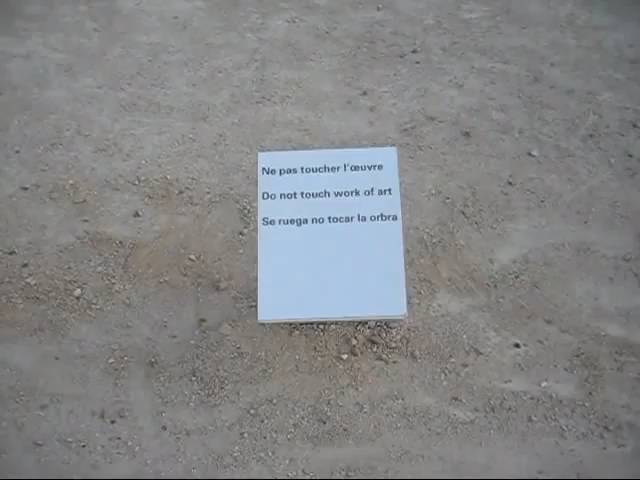 Ne pas toucher l'œuvre
Do not touch work of art
Se ruega no tocar la orbra